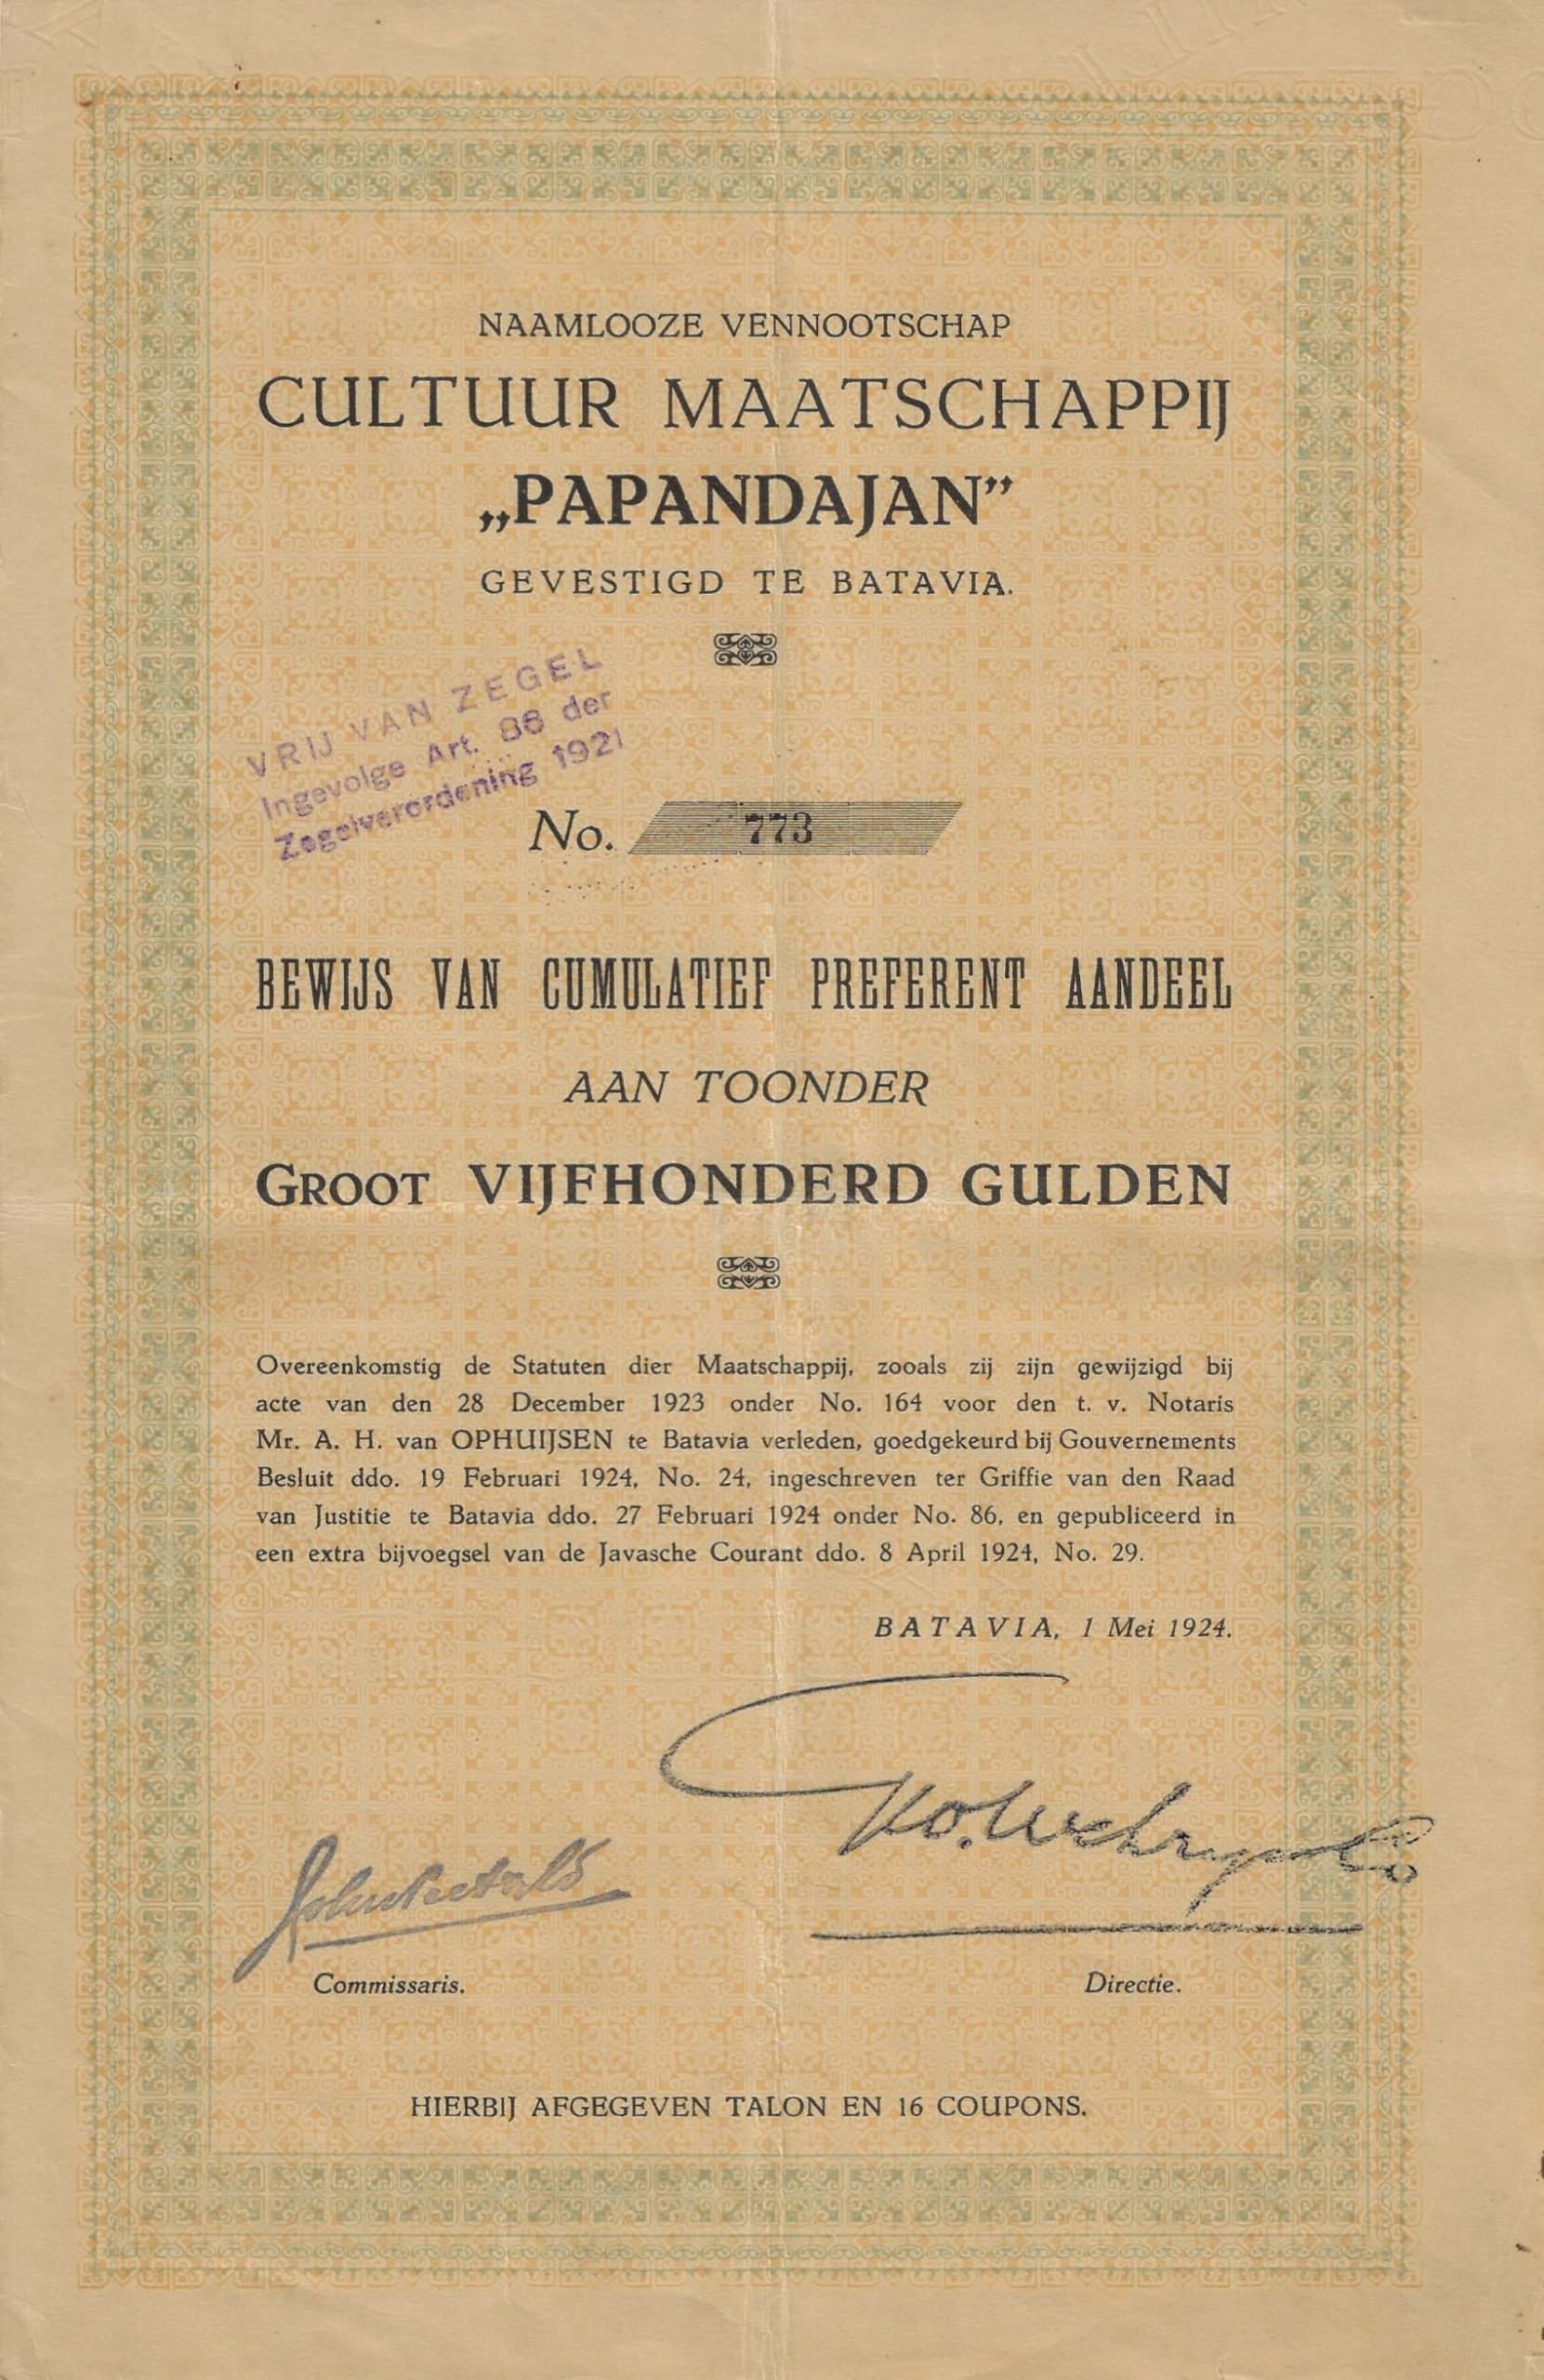 NAAMLOOZE VENNOOTSCHAP
CULTUUR MAATSCHAPPIJ
„PAPANDAJAN”
GEVESTIGD TE BATAVIA.
VRIJ VAN ZEGEL
Ingevolge Art. 86 der
Zegelverordening 1921
No. 773
BEWIJS VAN CUMULATIEF PREFERENT AANDEEL
AAN TOONDER
GROOT VIJFHONDERD GULDEN
Overeenkomstig de Statuten dier Maatschappij, zooals zij zijn gewijzigd bij
acte van den 28 December 1923 onder No. 164 voor den t. v. Notaris
Mr. A. H. van OPHUIJSEN te Batavia verleden, goedgekeurd bij Gouvernements
Besluit ddo. 19 Februari 1924, No. 24, ingeschreven ter Griffie van den Raad
van Justitie te Batavia ddo. 27 Februari 1924 onder No. 86, en gepubliceerd in
een extra bijvoegsel van de Javasche Courant ddo. 8 April 1924, No. 29.
BATAVIA, 1 Mei 1924.
Commissaris.
Directie.
HIERBIJ AFGEGEVEN TALON EN 16 COUPONS.